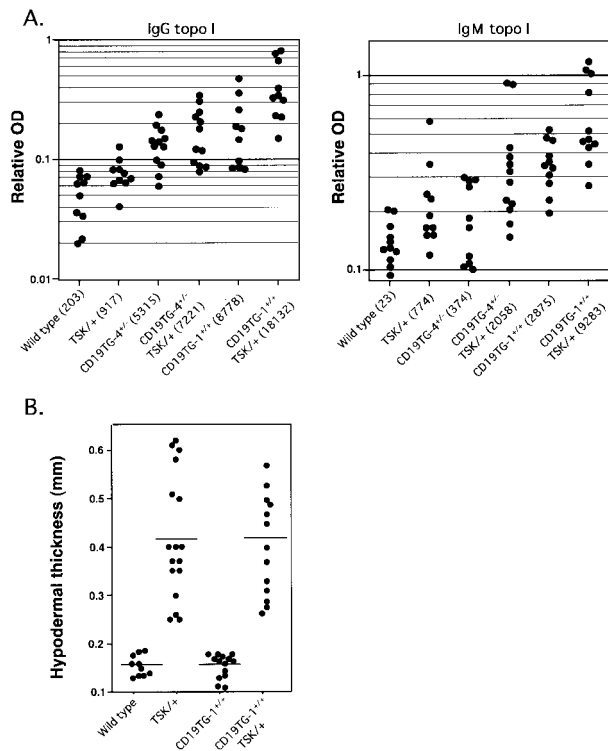 A.
IgG topo I
IgM topo I
Relative OD
1
0.1
0.01
Wild type (203)
TSK/+ (917)
CD19TG-4+/- (5315)
CD19TG-4+/-
TSK/+ (7221)
CD19TG-1+/+ (8778)
CD19TG-1+/+
TSK/+ (18132)
Relative OD
1
0.1
Wild type (23)
TSK/+ (774)
CD19TG-4+/- (374)
CD19TG-4+/-
TSK/+ (2058)
CD19TG-1+/+ (2875)
CD19TG-1+/+
TSK/+ (9283)
B.
Hypodermal thickness (mm)
0.6
0.5
0.4
0.3
0.2
0.1
Wild type
TSK/+
CD19TG-1+/+
CD19TG-1+/+
TSK/+